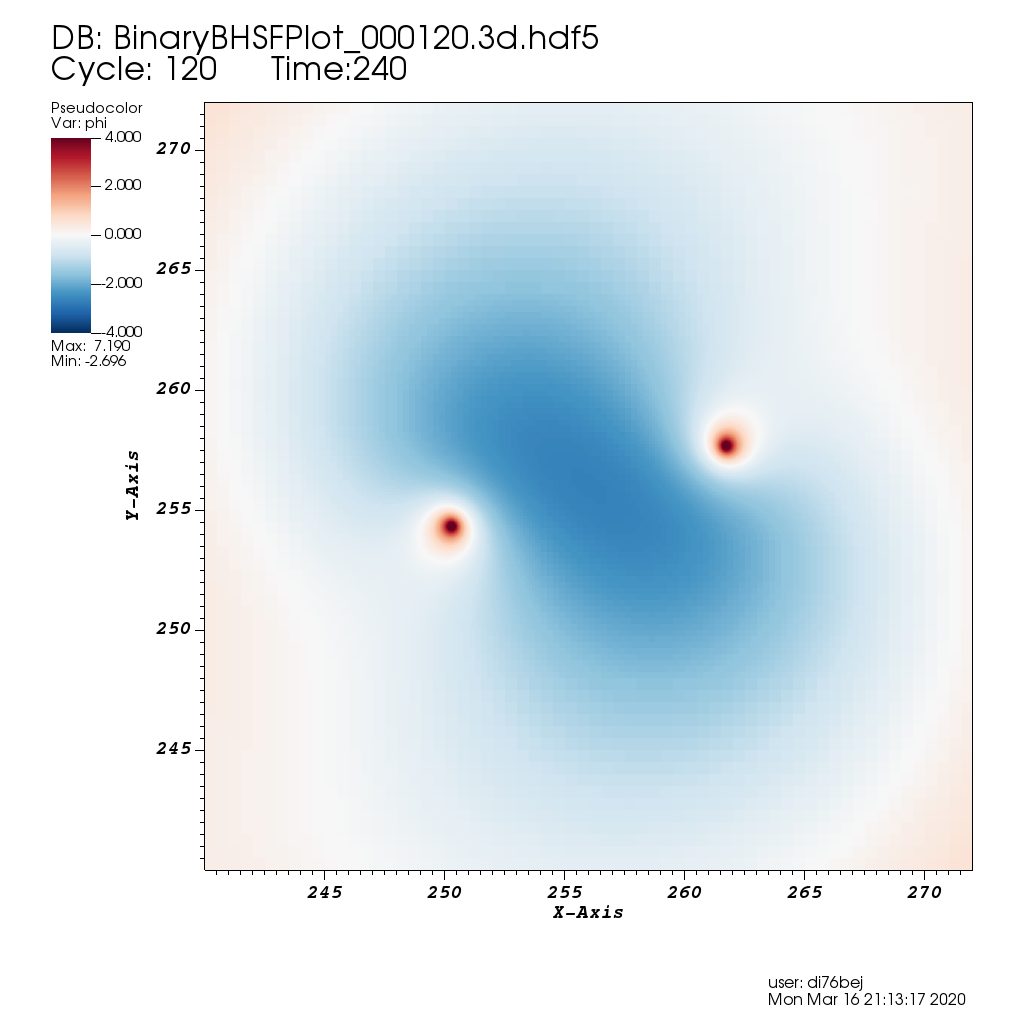 DB: BinaryBHSFPlot_000120.3d.hdf5
Cycle: 120 Time:240
Pseudocolor
Var: phi
4.000
2.000
0.000
-2.000
-4.000
Max: 7.190
Min: -2.696
270
265
260
255
250
245
Y-Axis
245 250 255 260 265 270
X-Axis
user: di76bej
Mon Mar 16 21:13:17 2020